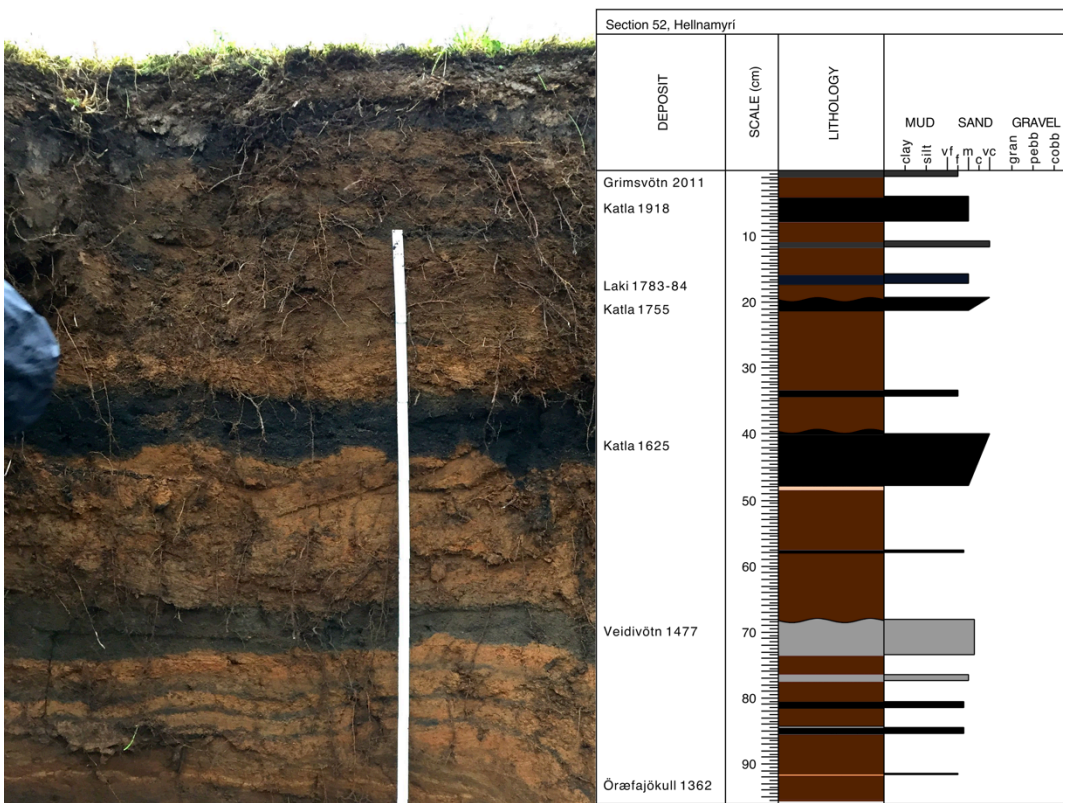 Section 52, Hellnamyrí
DEPOSIT
SCALE (cm)
LITHOLOGY
MUD SAND GRAVEL
clay silt vf f m c vc gran pebb cobb
Grimsvötn 2011
Katla 1918
10
Laki 1783-84
20
Katla 1755
30
40
Katla 1625
50
60
Veidivötn 1477
70
80
90
Öræfajökull 1362